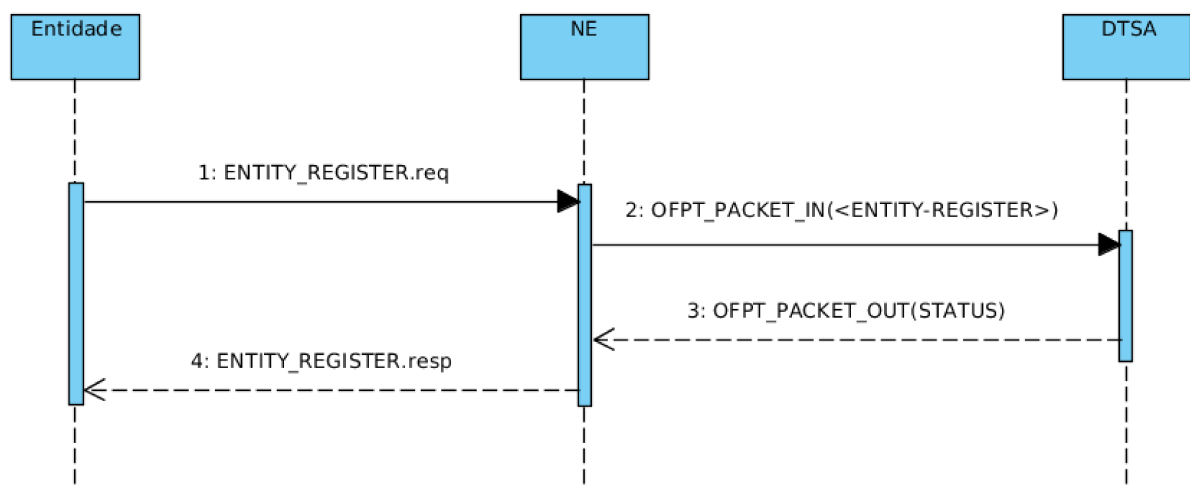 Entidade
NE
DTSA
1: ENTITY_REGISTER.req
2: OFPT_PACKET_IN(<ENTITY-REGISTER>)
3: OFPT_PACKET_OUT(STATUS)
4: ENTITY_REGISTER.resp